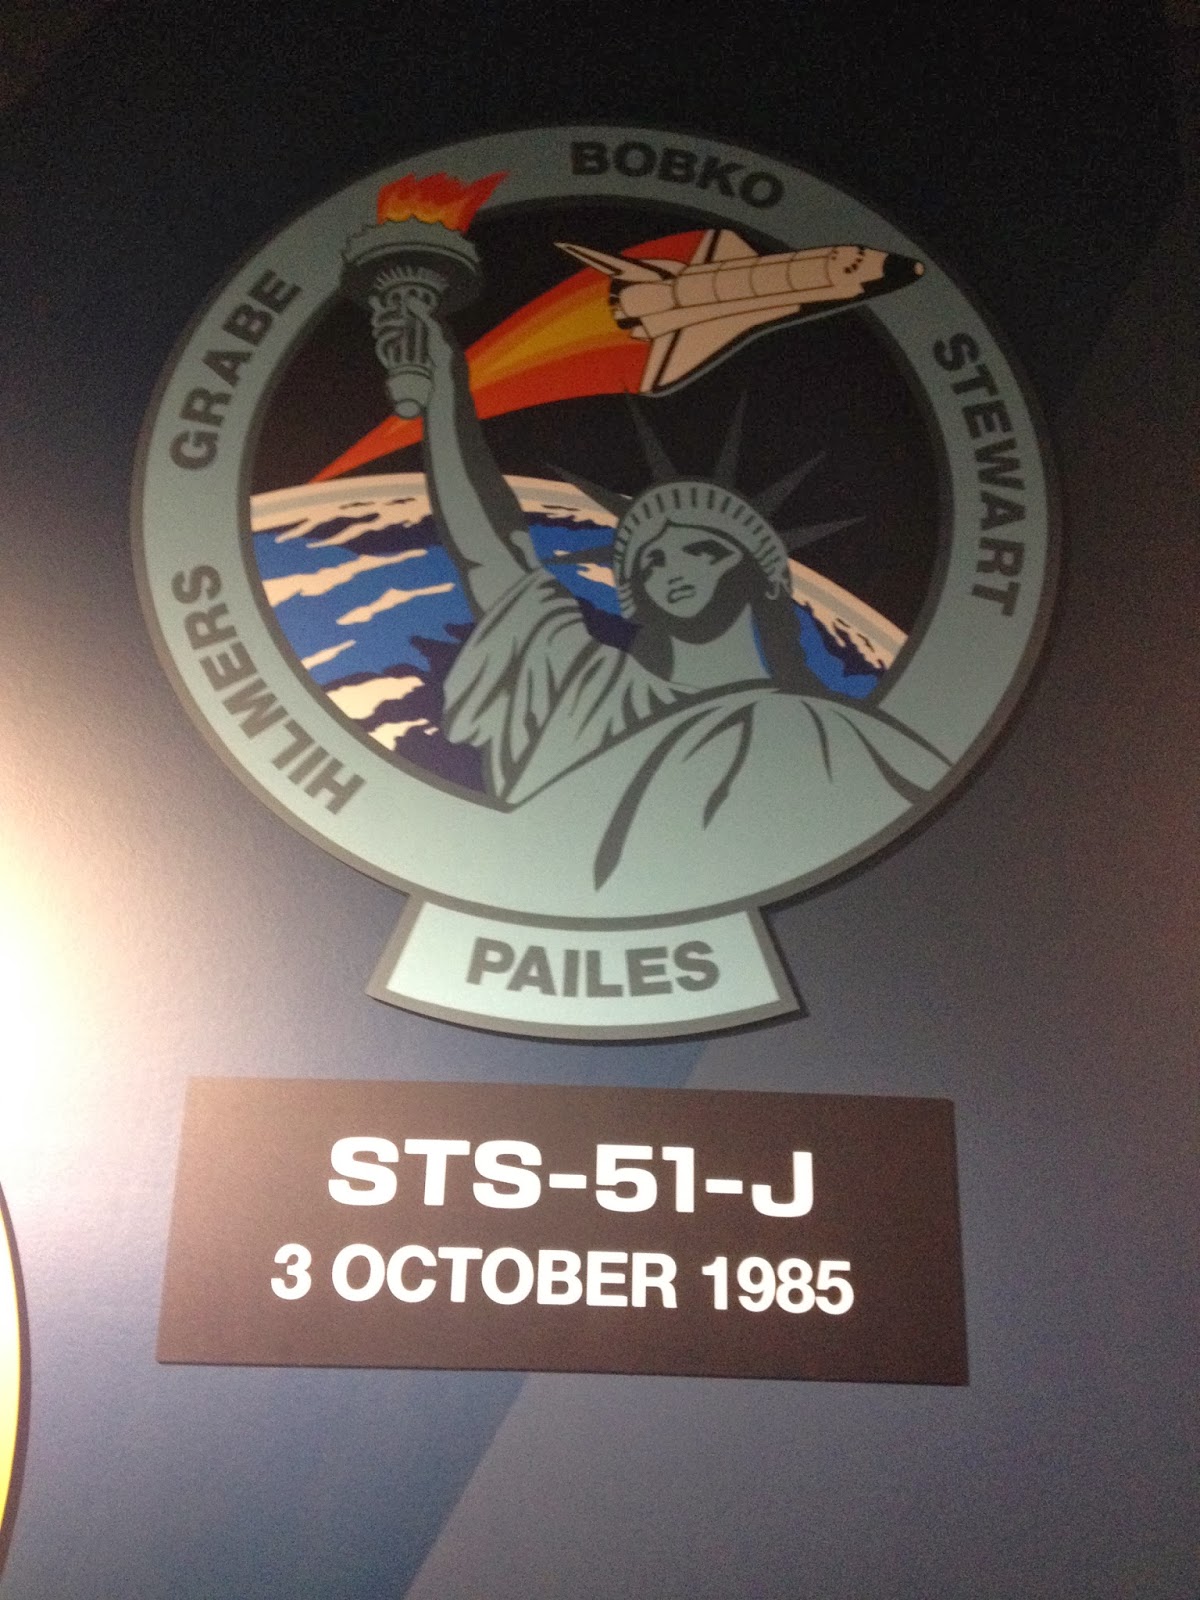 BOBKO
STEWART
GRABE
HILMERS
PAILES
STS-51-J
3 OCTOBER 1985